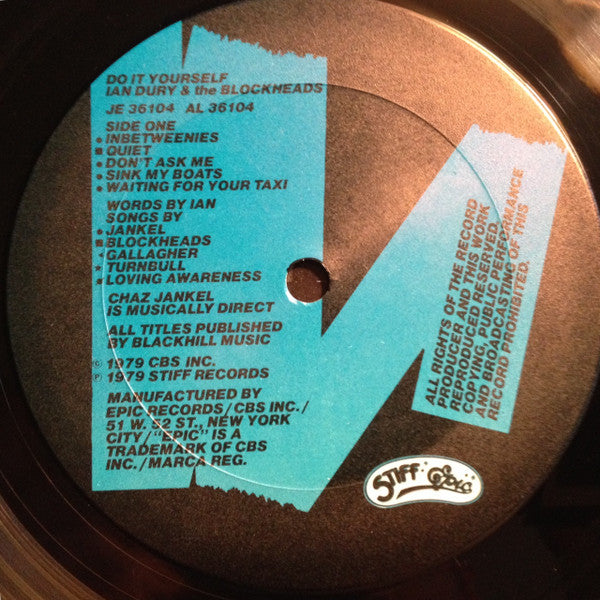 DO IT YOURSELF
IAN DURY & the BLOCKHEADS
JE 36104 AL 36104
SIDE ONE
● INBETWEENIES
■ QUIET
● DON'T ASK ME
● SINK MY BOATS
● WAITING FOR YOUR TAXI
WORDS BY IAN
SONGS BY
● JANKEL
■ BLOCKHEADS
◂ GALLAGHER
★ TURNBULL
■ LOVING AWARENESS
CHAZ JANKEL
IS MUSICALLY DIRECT
ALL TITLES PUBLISHED
BY BLACKHILL MUSIC
© 1979 CBS INC.
℗ 1979 STIFF RECORDS
MANUFACTURED BY
EPIC RECORDS/CBS INC./
51 W. 52 ST., NEW YORK
CITY/"EPIC" IS A
TRADEMARK OF CBS
INC./MARCA REG.
ALL RIGHTS OF THE RECORD
PRODUCER AND THIS WORK
REPRODUCED RESERVED
COPYING, PUBLIC PERFORMANCE
AND BROADCASTING OF THIS
RECORD PROHIBITED.
STIFF Epic